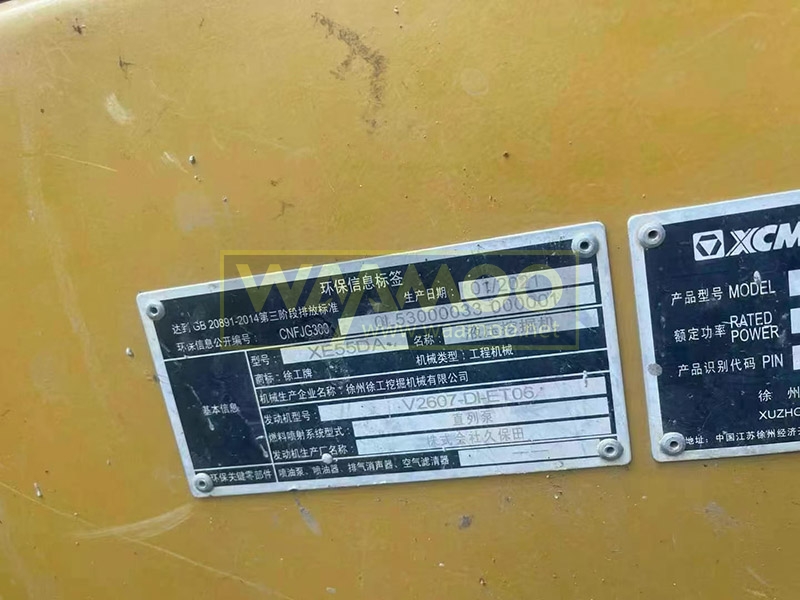 环保信息标签
达到 GB 20891-2014第三阶段排放标准 生产日期: 01/2021
环保信息公开编号: CNFJG300 0L53000033-000001
型号: XE55DA 名称: 液压挖掘机
商标: 徐工牌 机械类型: 工程机械
机械生产企业名称: 徐州徐工挖掘机械有限公司
基本信息
发动机型号: V2607-DI-ET06
燃料喷射系统型式: 直列泵
发动机生产厂名称: 株式会社久保田
环保关键零部件 喷油泵、喷油器、排气消声器、空气滤清器
XCM
产品型号 MODEL
额定功率 RATED POWER
产品识别代码 PIN
徐 州
XUZHO
地址: 中国江苏徐州经济